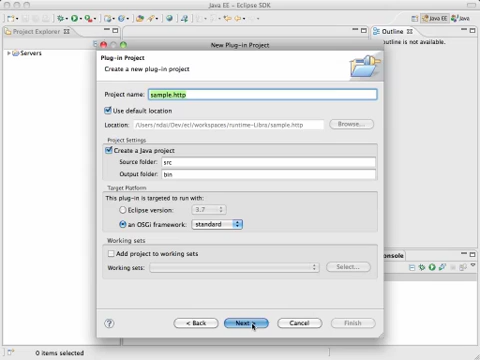 Java EE - Eclipse SDK
Java EE
Java
Project Explorer
Servers
Outline
outline is not available.
New Plug-in Project
Plug-in Project
Create a new plug-in project
Project name: sample.http
Use default location
Location: /Users/ndai/Dev/ecl/workspaces/runtime-Libra/sample.http
Browse...
Project Settings
Create a Java project
Source folder: src
Output folder: bin
Target Platform
This plug-in is targeted to run with:
Eclipse version: 3.7
an OSGi framework: standard
Working sets
Add project to working sets
Working sets:
Select...
Console
? < Back Next > Cancel Finish
0 items selected